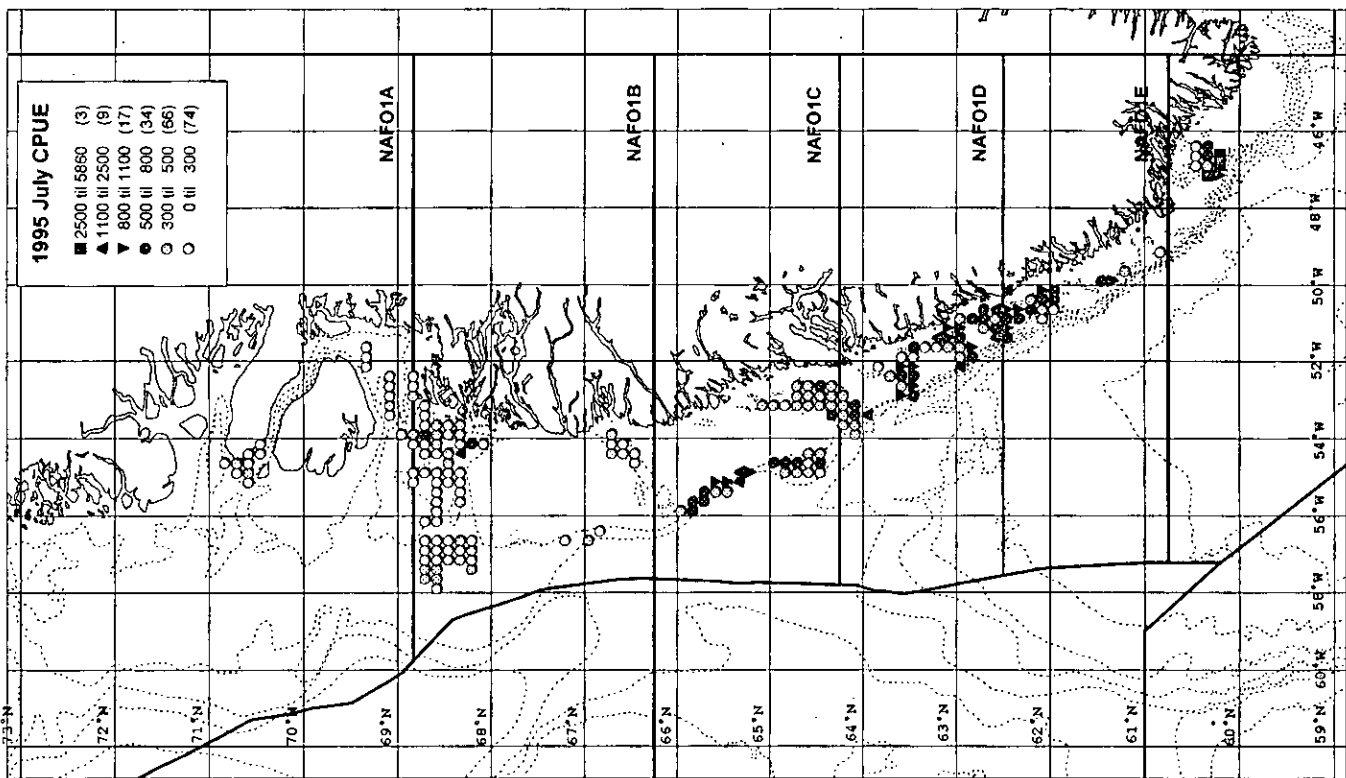 1995 July CPUE
2500 til 5860 (3)
1100 til 2500 (9)
800 til 1100 (17)
500 til 800 (34)
300 til 500 (66)
0 til 300 (74)
NAFO1A
NAFO1B
NAFO1C
NAFO1D
NAFO1E
73°N
72°N
71°N
70°N
69°N
68°N
67°N
66°N
65°N
64°N
63°N
62°N
61°N
60°N
59°N
46°W
48°W
50°W
52°W
54°W
56°W
58°W
60°W